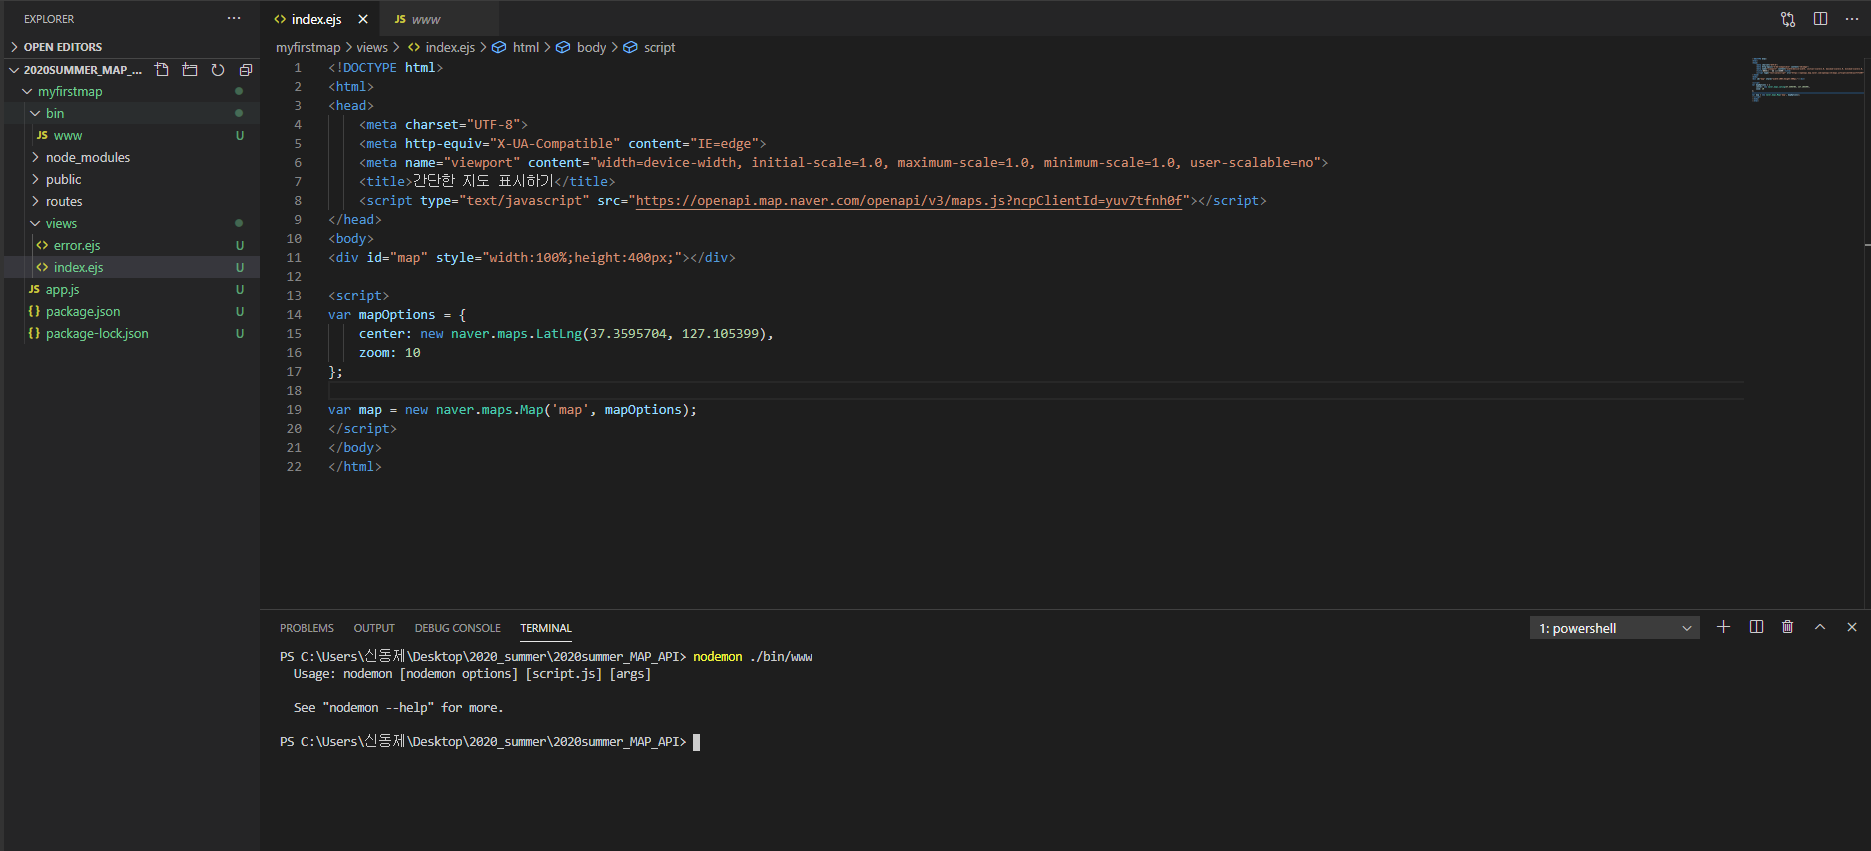 EXPLORER
OPEN EDITORS
2020SUMMER_MAP_...
myfirstmap
bin
JS www U
node_modules
public
routes
views
<> error.ejs U
<> index.ejs U
JS app.js U
{} package.json U
{} package-lock.json U
<> index.ejs
JS www
myfirstmap > views > <> index.ejs > html > body > script
1 <!DOCTYPE html>
2 <html>
3 <head>
4     <meta charset="UTF-8">
5     <meta http-equiv="X-UA-Compatible" content="IE=edge">
6     <meta name="viewport" content="width=device-width, initial-scale=1.0, maximum-scale=1.0, minimum-scale=1.0, user-scalable=no">
7     <title>간단한 지도 표시하기</title>
8     <script type="text/javascript" src="https://openapi.map.naver.com/openapi/v3/maps.js?ncpClientId=yuv7tfnh0f"></script>
9 </head>
10 <body>
11 <div id="map" style="width:100%;height:400px;"></div>
12
13 <script>
14 var mapOptions = {
15     center: new naver.maps.LatLng(37.3595704, 127.105399),
16     zoom: 10
17 };
18
19 var map = new naver.maps.Map('map', mapOptions);
20 </script>
21 </body>
22 </html>
PROBLEMS OUTPUT DEBUG CONSOLE TERMINAL
1: powershell
PS C:\Users\신동제\Desktop\2020_summer\2020summer_MAP_API> nodemon ./bin/www
Usage: nodemon [nodemon options] [script.js] [args]
See "nodemon --help" for more.
PS C:\Users\신동제\Desktop\2020_summer\2020summer_MAP_API>